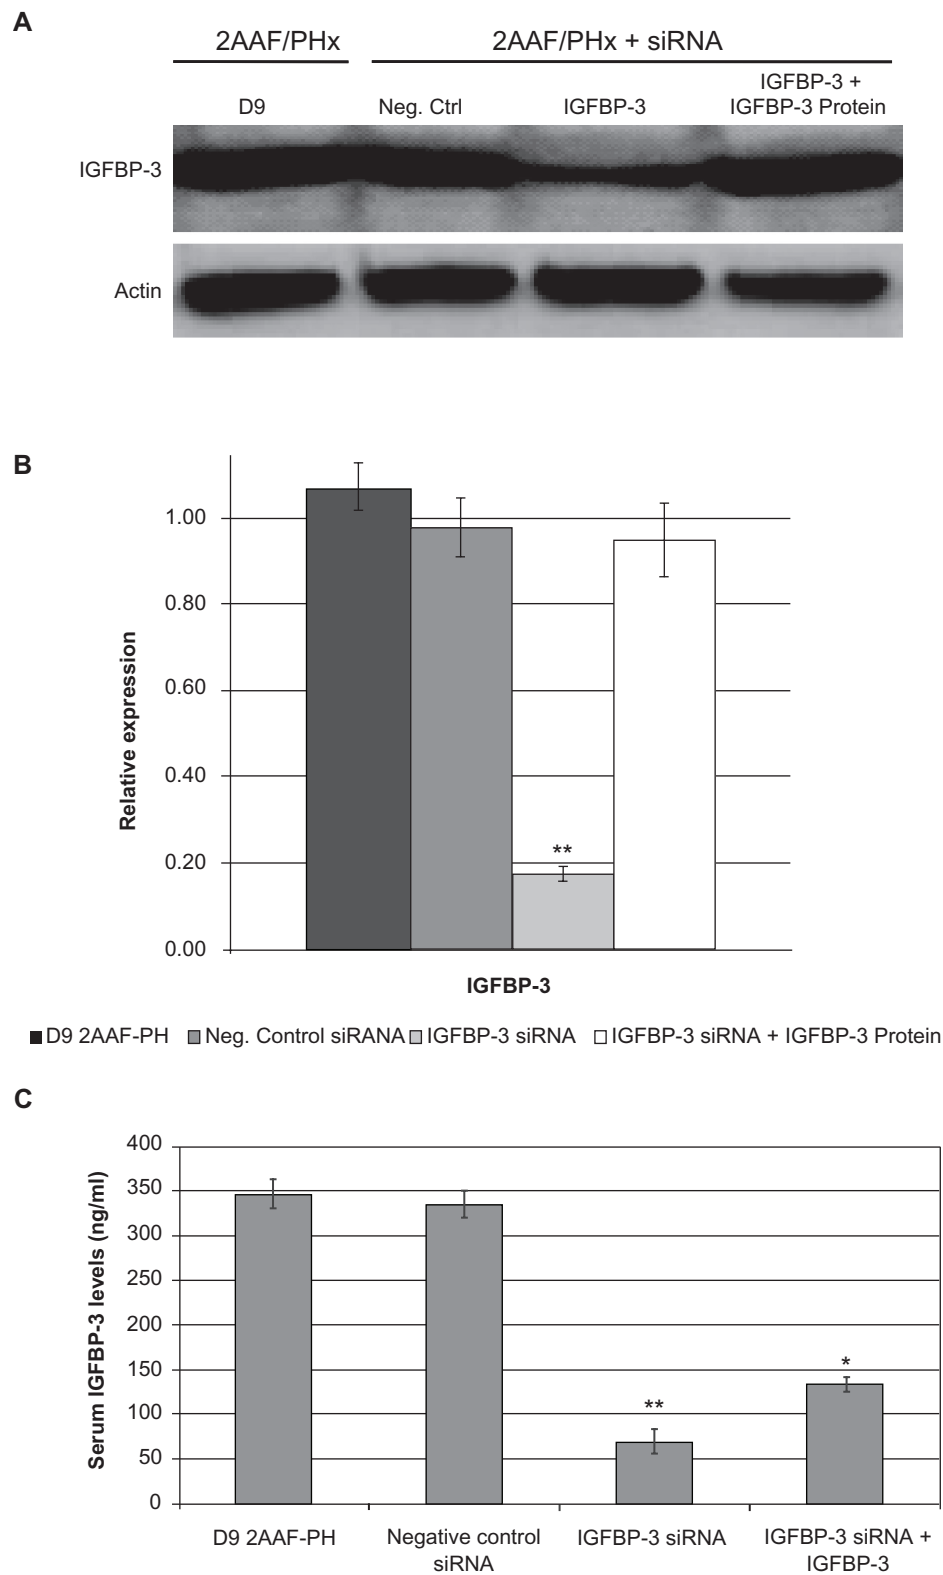 A
2AAF/PHx
2AAF/PHx + siRNA
D9
Neg. Ctrl
IGFBP-3
IGFBP-3 +
IGFBP-3 Protein
IGFBP-3
Actin
B
Relative expression
1.00
0.80
0.60
0.40
0.20
0.00
**
IGFBP-3
D9 2AAF-PH
Neg. Control siRANA
IGFBP-3 siRNA
IGFBP-3 siRNA + IGFBP-3 Protein
C
Serum IGFBP-3 levels (ng/ml)
400
350
300
250
200
150
100
50
0
**
*
D9 2AAF-PH
Negative control
siRNA
IGFBP-3 siRNA
IGFBP-3 siRNA +
IGFBP-3